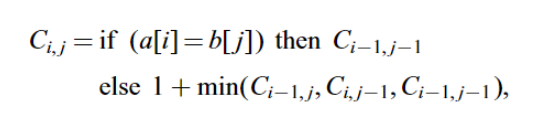 C_{i,j} = if (a[i]=b[j]) then C_{i−1,j−1}
else 1 + min(C_{i−1,j}, C_{i,j−1}, C_{i−1,j−1}),